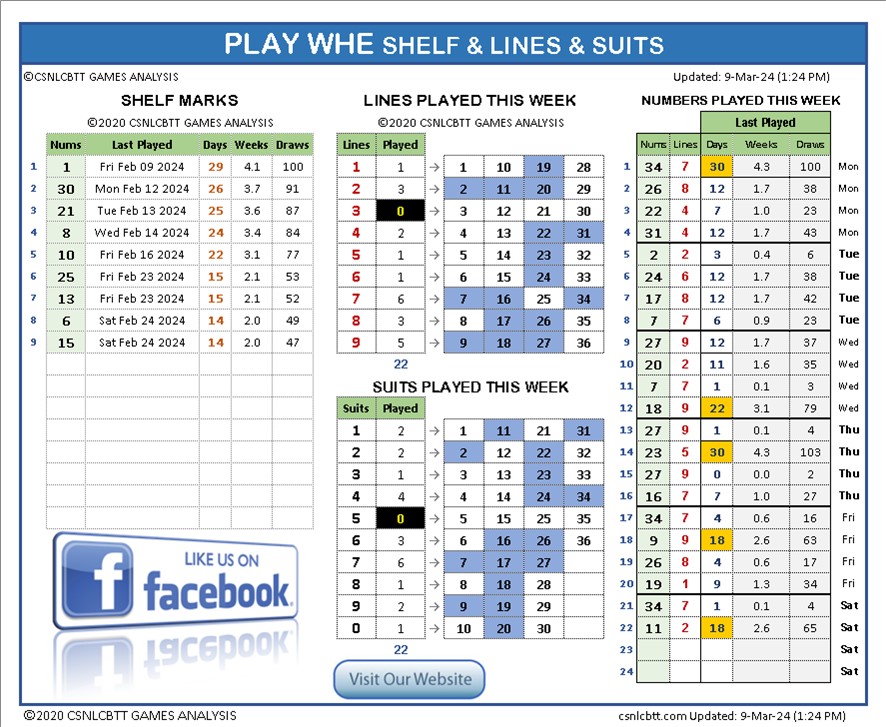 PLAY WHE SHELF & LINES & SUITS
©CSNLCBTT GAMES ANALYSIS
Updated: 9-Mar-24 (1:24 PM)
SHELF MARKS
©2020 CSNLCBTT GAMES ANALYSIS
Nums Last Played Days Weeks Draws
1 1 Fri Feb 09 2024 29 4.1 100
2 30 Mon Feb 12 2024 26 3.7 91
3 21 Tue Feb 13 2024 25 3.6 87
4 8 Wed Feb 14 2024 24 3.4 84
5 10 Fri Feb 16 2024 22 3.1 77
6 25 Fri Feb 23 2024 15 2.1 53
7 13 Fri Feb 23 2024 15 2.1 52
8 6 Sat Feb 24 2024 14 2.0 49
9 15 Sat Feb 24 2024 14 2.0 47
LIKE US ON
facebook.
LINES PLAYED THIS WEEK
©2020 CSNLCBTT GAMES ANALYSIS
Lines Played
1 1 → 1 10 19 28
2 3 → 2 11 20 29
3 0 → 3 12 21 30
4 2 → 4 13 22 31
5 1 → 5 14 23 32
6 1 → 6 15 24 33
7 6 → 7 16 25 34
8 3 → 8 17 26 35
9 5 → 9 18 27 36
22
SUITS PLAYED THIS WEEK
Suits Played
1 2 → 1 11 21 31
2 2 → 2 12 22 32
3 1 → 3 13 23 33
4 4 → 4 14 24 34
5 0 → 5 15 25 35
6 3 → 6 16 26 36
7 6 → 7 17 27
8 1 → 8 18 28
9 2 → 9 19 29
0 1 → 10 20 30
22
Visit Our Website
NUMBERS PLAYED THIS WEEK
Last Played
Nums Lines Days Weeks Draws
1 34 7 30 4.3 100 Mon
2 26 8 12 1.7 38 Mon
3 22 4 7 1.0 23 Mon
4 31 4 12 1.7 43 Mon
5 2 2 3 0.4 6 Tue
6 24 6 12 1.7 38 Tue
7 17 8 12 1.7 42 Tue
8 7 7 6 0.9 23 Tue
9 27 9 12 1.7 37 Wed
10 20 2 11 1.6 35 Wed
11 7 7 1 0.1 3 Wed
12 18 9 22 3.1 79 Wed
13 27 9 1 0.1 4 Thu
14 23 5 30 4.3 103 Thu
15 27 9 0 0.0 2 Thu
16 16 7 7 1.0 27 Thu
17 34 7 4 0.6 16 Fri
18 9 9 18 2.6 63 Fri
19 26 8 4 0.6 17 Fri
20 19 1 9 1.3 34 Fri
21 34 7 1 0.1 4 Sat
22 11 2 18 2.6 65 Sat
23 Sat
24 Sat
©2020 CSNLCBTT GAMES ANALYSIS
csnlcbtt.com Updated: 9-Mar-24 (1:24 PM)